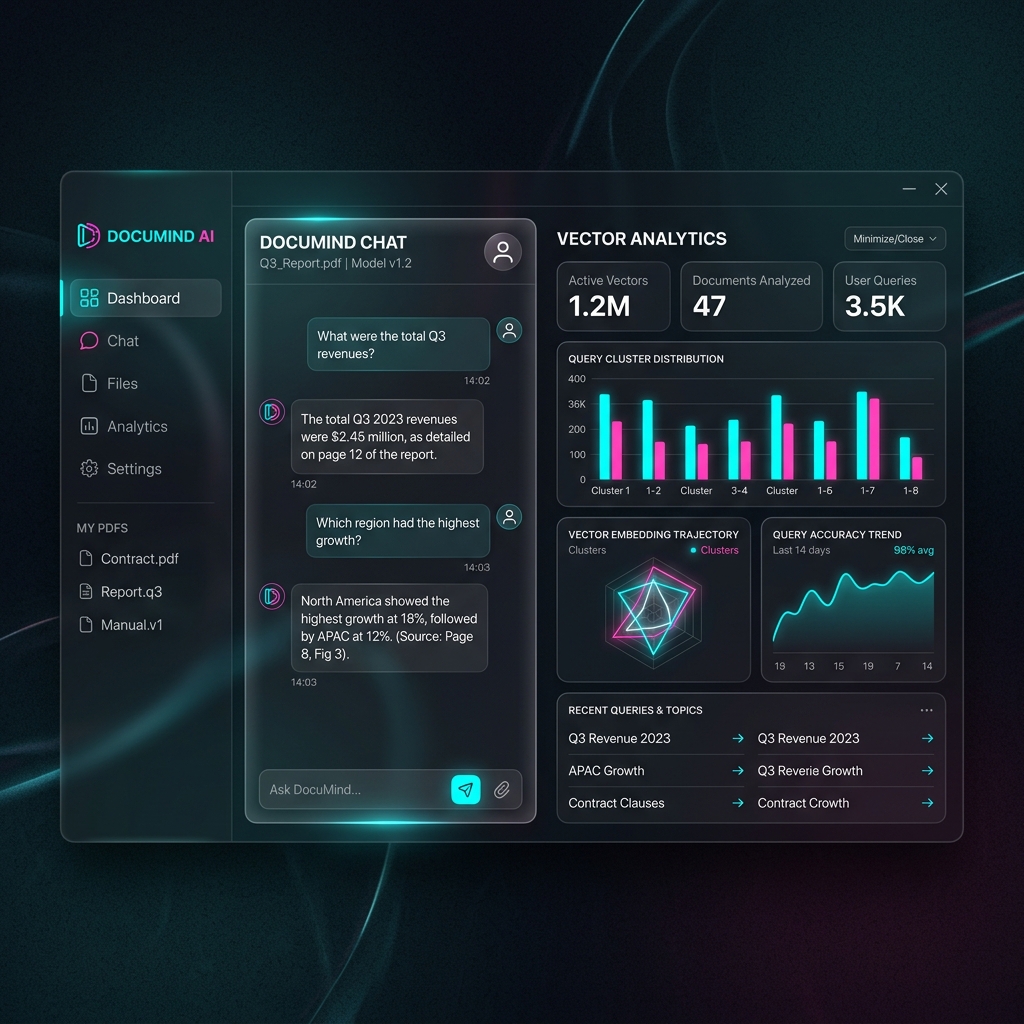 DOCUMIND AI
Dashboard
Chat
Files
Analytics
Settings
MY PDFS
Contract.pdf
Report.q3
Manual.v1
DOCUMIND CHAT
Q3_Report.pdf | Model v1.2
What were the total Q3
revenues?
14:02
The total Q3 2023 revenues
were $2.45 million, as detailed
on page 12 of the report.
14:02
Which region had the highest
growth?
14:03
North America showed the
highest growth at 18%, followed
by APAC at 12%. (Source: Page
8, Fig 3).
14:03
Ask DocuMind...
VECTOR ANALYTICS
Minimize/Close
Active Vectors
1.2M
Documents Analyzed
47
User Queries
3.5K
QUERY CLUSTER DISTRIBUTION
400
36K
200
100
0
Cluster 1 1-2 Cluster 3-4 Cluster 1-6 1-7 1-8
VECTOR EMBEDDING TRAJECTORY
Clusters Clusters
QUERY ACCURACY TREND
Last 14 days 98% avg
19 13 15 19 7 14
RECENT QUERIES & TOPICS
Q3 Revenue 2023 Q3 Revenue 2023
APAC Growth Q3 Reverie Growth
Contract Clauses Contract Crowth